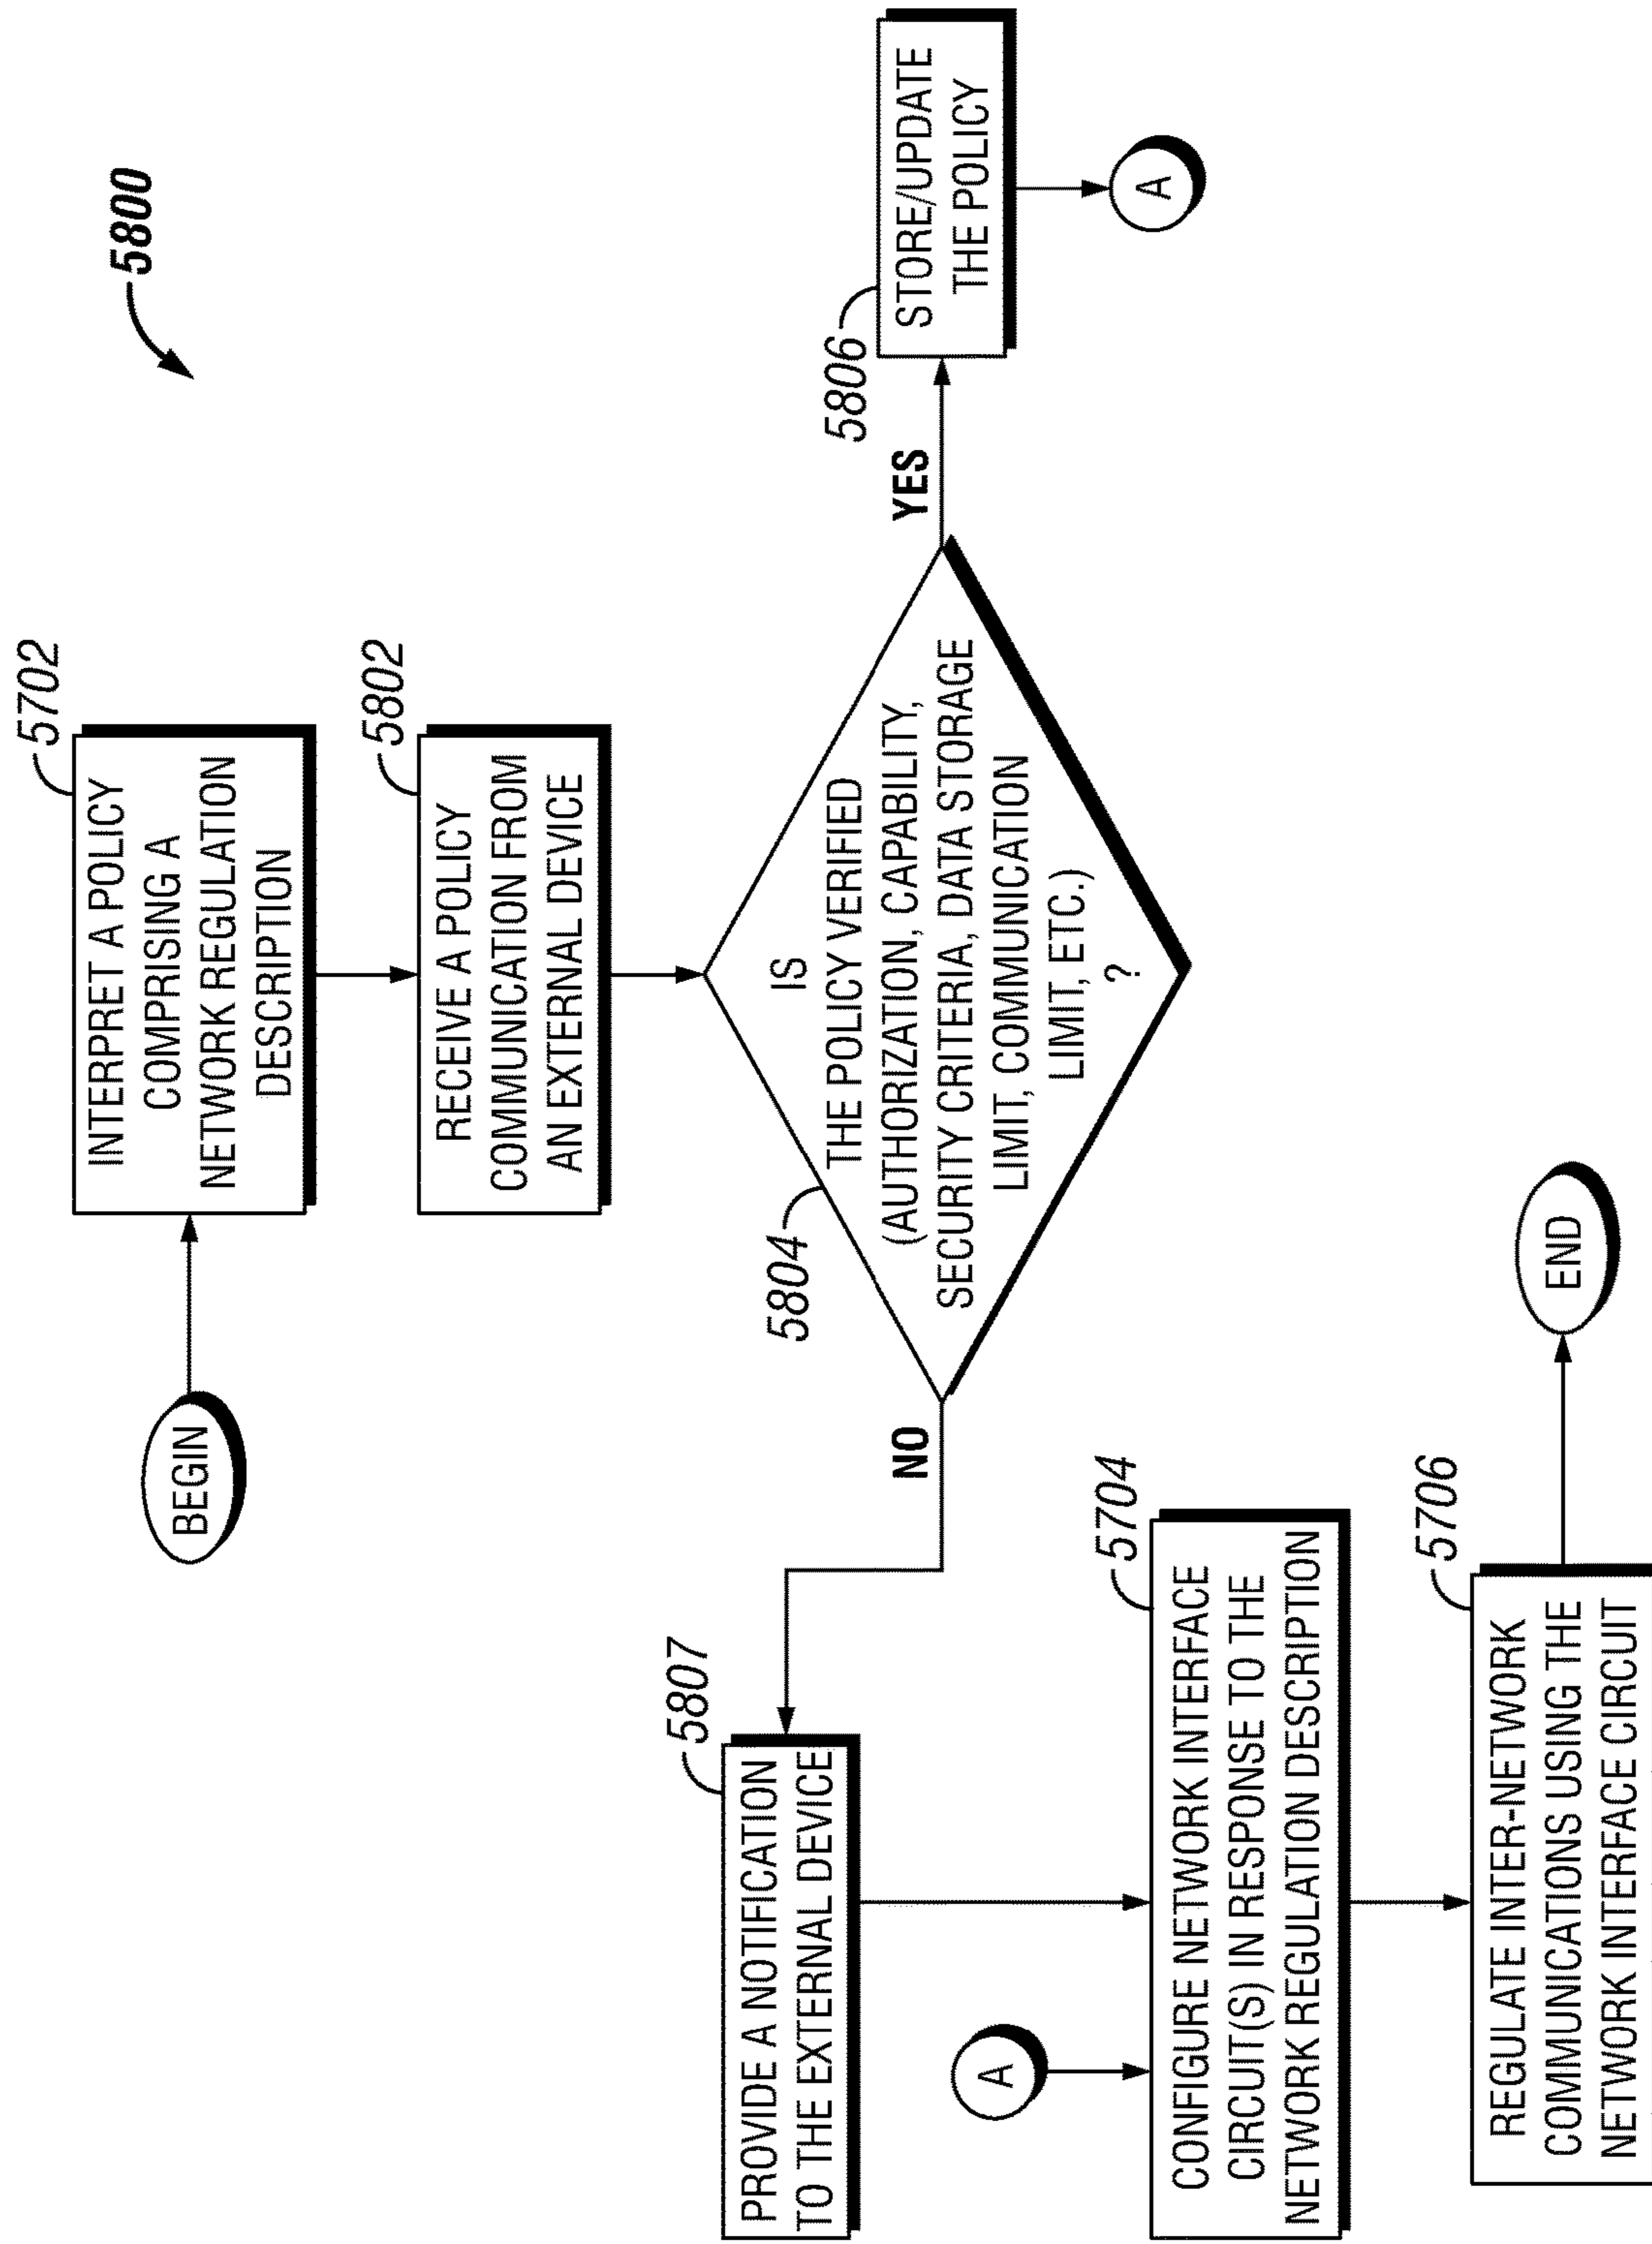 5800
BEGIN
5702
INTERPRET A POLICY
COMPRISING A
NETWORK REGULATION
DESCRIPTION
5802
RECEIVE A POLICY
COMMUNICATION FROM
AN EXTERNAL DEVICE
5804
IS
THE POLICY VERIFIED
(AUTHORIZATION, CAPABILITY,
SECURITY CRITERIA, DATA STORAGE
LIMIT, COMMUNICATION
LIMIT, ETC.)
?
YES
5806
STORE/UPDATE
THE POLICY
A
NO
5807
PROVIDE A NOTIFICATION
TO THE EXTERNAL DEVICE
A
5704
CONFIGURE NETWORK INTERFACE
CIRCUIT(S) IN RESPONSE TO THE
NETWORK REGULATION DESCRIPTION
5706
REGULATE INTER-NETWORK
COMMUNICATIONS USING THE
NETWORK INTERFACE CIRCUIT
END